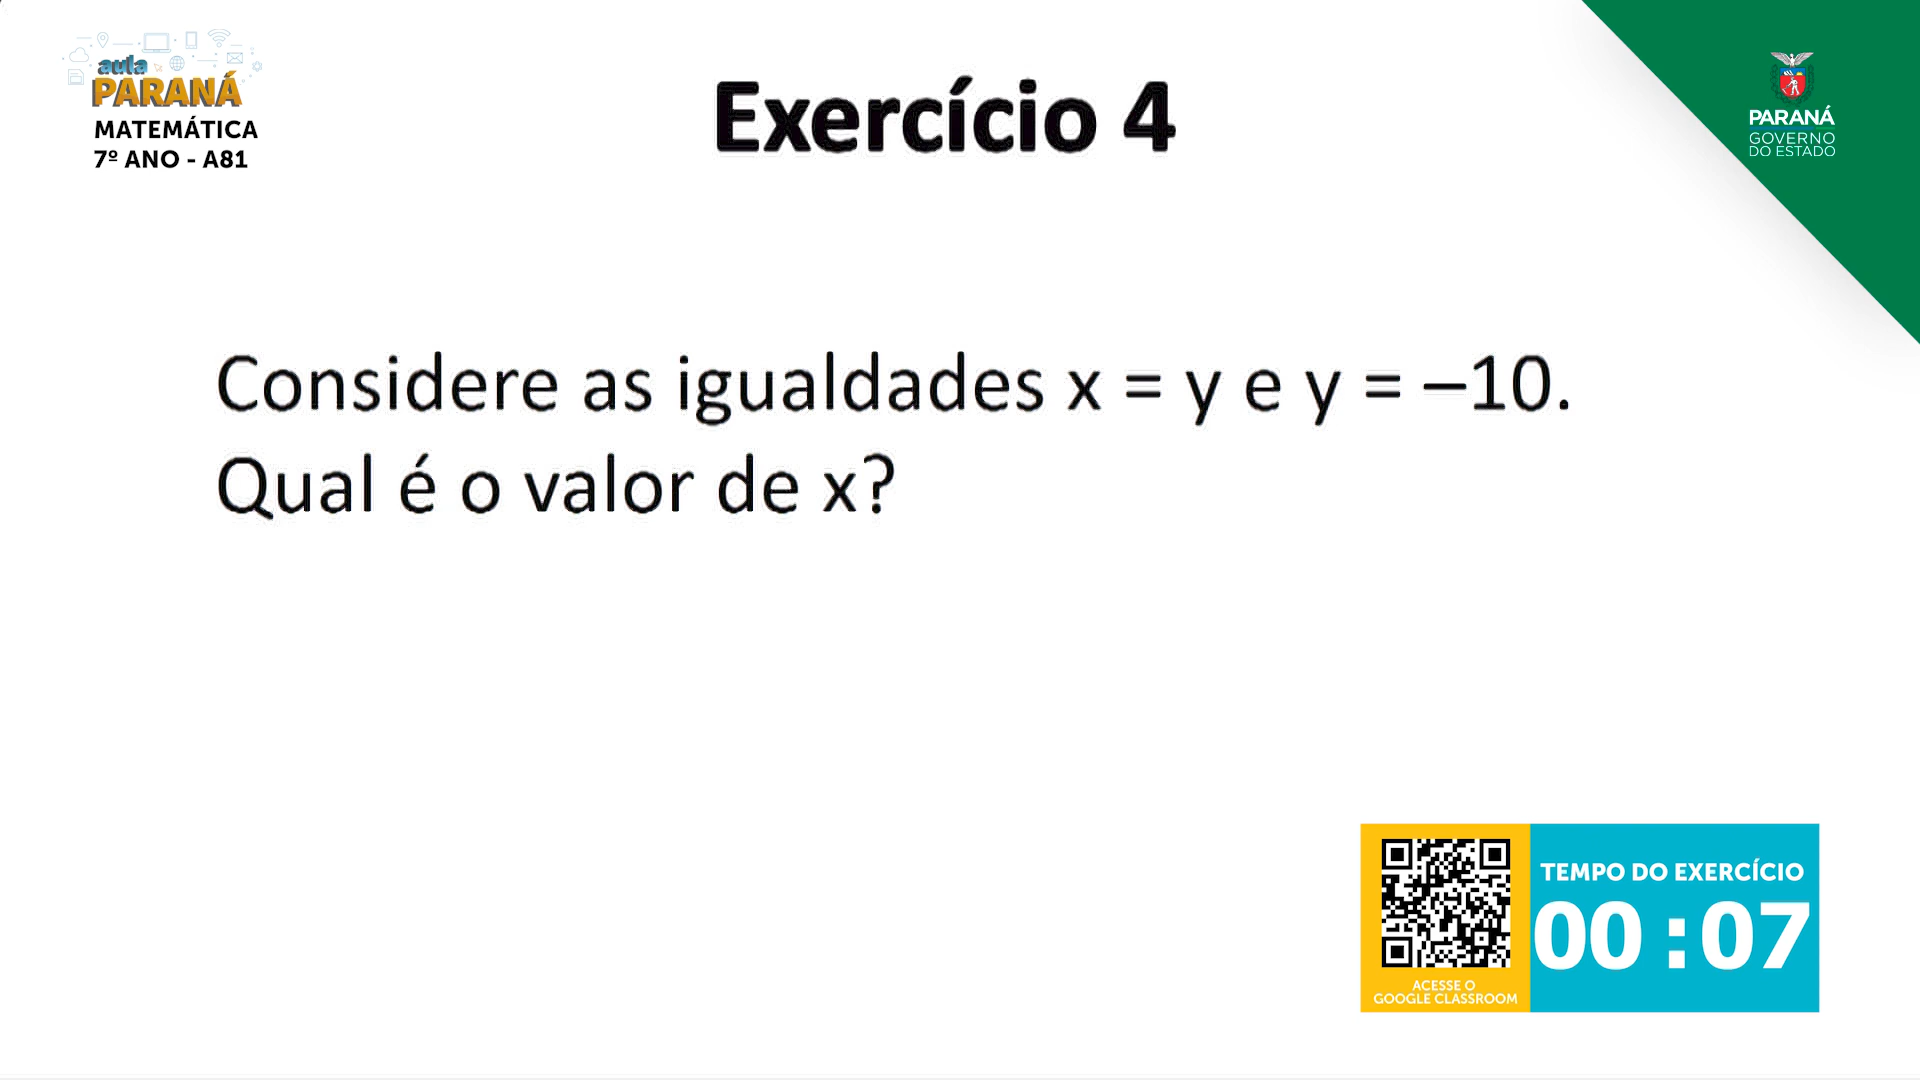 aula
PARANÁ
MATEMÁTICA
7º ANO - A81
Exercício 4
PARANÁ
GOVERNO
DO ESTADO
Considere as igualdades x = y e y = –10.
Qual é o valor de x?
TEMPO DO EXERCÍCIO
00 : 07
ACESSE O
GOOGLE CLASSROOM